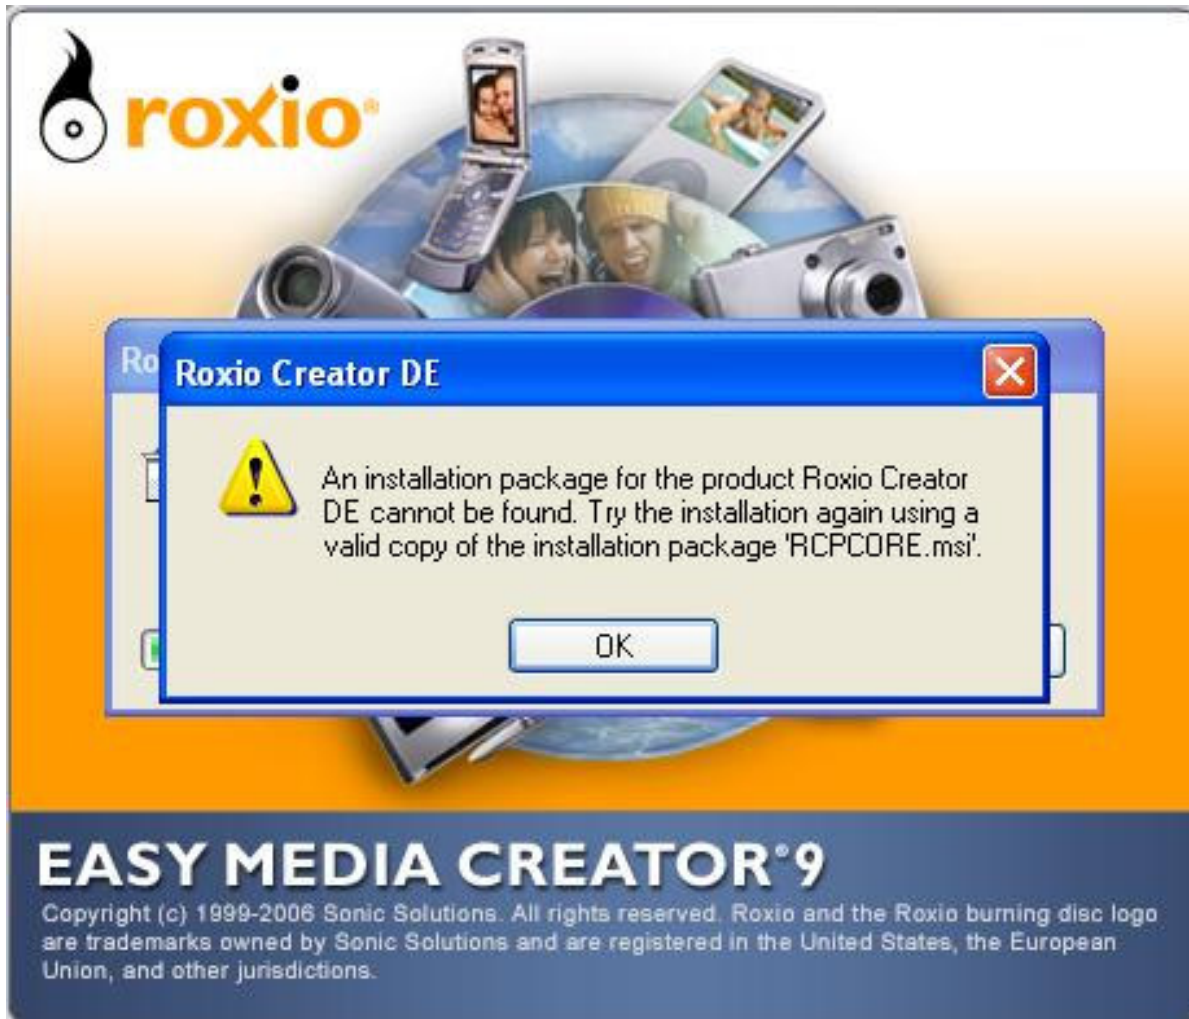 roxio®
Ro
Roxio Creator DE
An installation package for the product Roxio Creator
DE cannot be found. Try the installation again using a
valid copy of the installation package 'RCPCORE.msi'.
OK
EASY MEDIA CREATOR®9
Copyright (c) 1999-2006 Sonic Solutions. All rights reserved. Roxio and the Roxio burning disc logo
are trademarks owned by Sonic Solutions and are registered in the United States, the European
Union, and other jurisdictions.